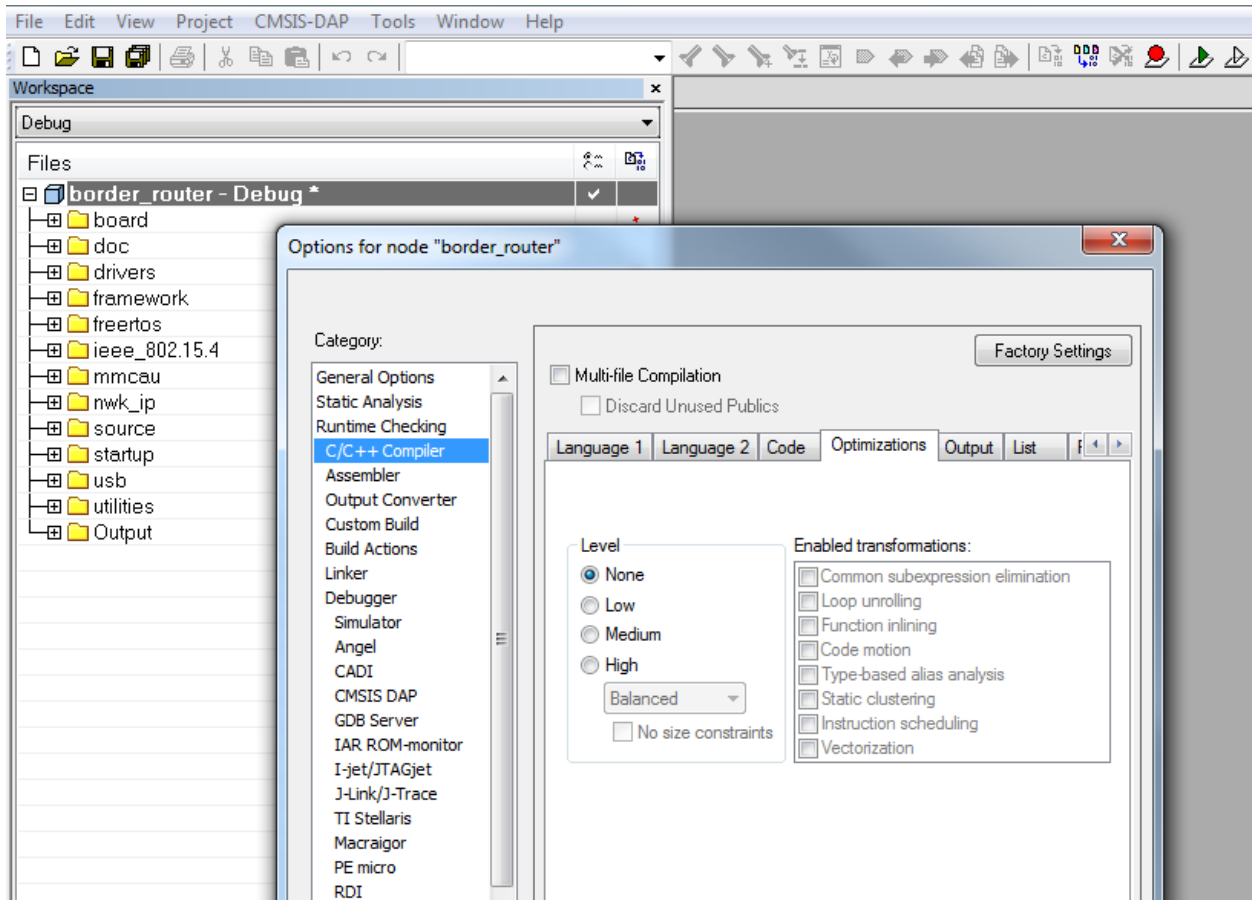 File Edit View Project CMSIS-DAP Tools Window Help
Workspace
Debug
Files
border_router - Debug *
board
doc
drivers
framework
freertos
ieee_802.15.4
mmcau
nwk_ip
source
startup
usb
utilities
Output
Options for node "border_router"
Category:
General Options
Static Analysis
Runtime Checking
C/C++ Compiler
Assembler
Output Converter
Custom Build
Build Actions
Linker
Debugger
Simulator
Angel
CADI
CMSIS DAP
GDB Server
IAR ROM-monitor
I-jet/JTAGjet
J-Link/J-Trace
TI Stellaris
Macraigor
PE micro
RDI
Factory Settings
Multi-file Compilation
Discard Unused Publics
Language 1 Language 2 Code Optimizations Output List
Level
None
Low
Medium
High
Balanced
No size constraints
Enabled transformations:
Common subexpression elimination
Loop unrolling
Function inlining
Code motion
Type-based alias analysis
Static clustering
Instruction scheduling
Vectorization